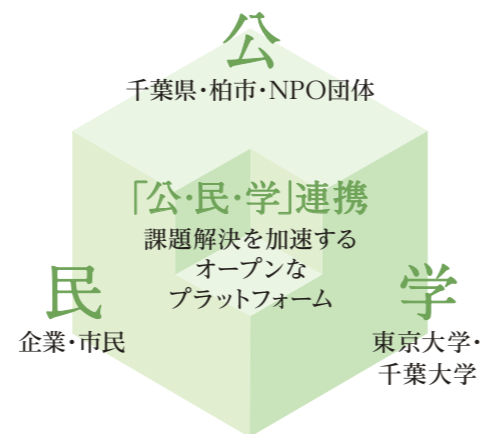 公
千葉県・柏市・NPO団体
「公・民・学」連携
課題解決を加速する
オープンな
プラットフォーム
民
企業・市民
学
東京大学・
千葉大学